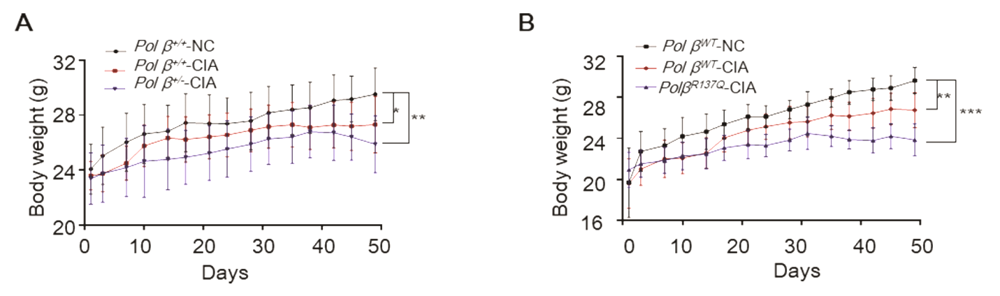 A
Pol β+/+-NC
Pol β+/+-CIA
Pol β+/--CIA
32
28
24
20
Body weight (g)
0 10 20 30 40 50
Days
*
**
B
Pol βWT-NC
Pol βWT-CIA
PolβR137Q-CIA
32
28
24
20
16
Body weight (g)
0 10 20 30 40 50
Days
**
***